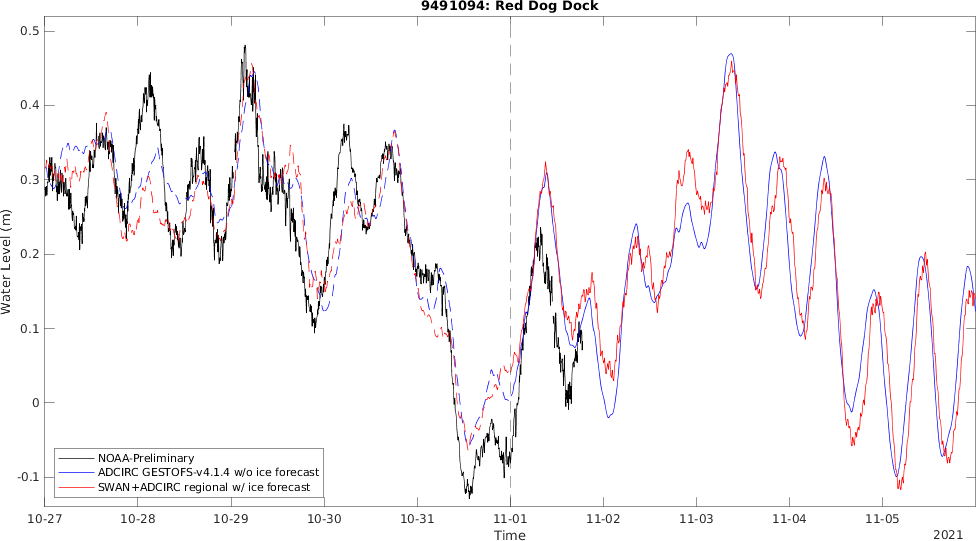 9491094: Red Dog Dock
Water Level (m)
0.5
0.4
0.3
0.2
0.1
0
-0.1
NOAA-Preliminary
ADCIRC GESTOFS-v4.1.4 w/o ice forecast
SWAN+ADCIRC regional w/ ice forecast
10-27 10-28 10-29 10-30 10-31 11-01 11-02 11-03 11-04 11-05
Time
2021